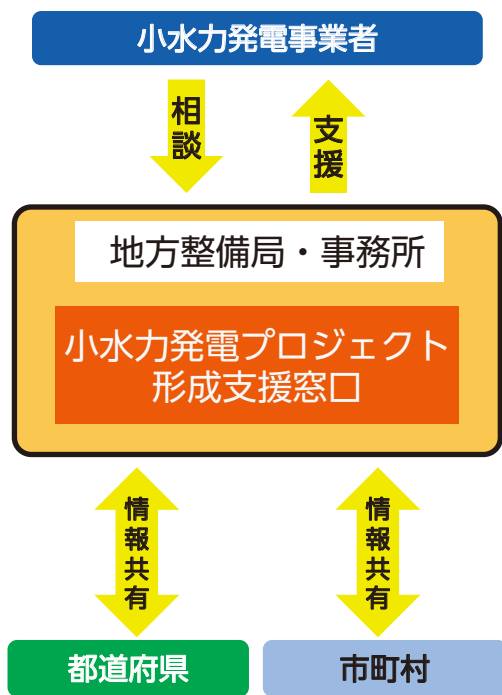 小水力発電事業者
相談
支援
地方整備局・事務所
小水力発電プロジェクト
形成支援窓口
情報共有
情報共有
都道府県
市町村